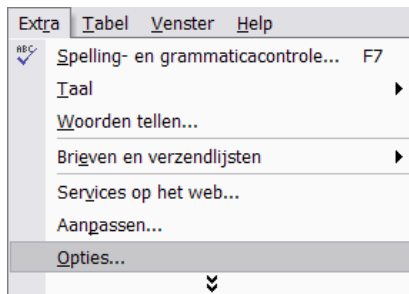 Extra Tabel Venster Help
ABC Spelling- en grammaticacontrole... F7
Taal
Woorden tellen...
Brieven en verzendlijsten
Services op het web...
Aanpassen...
Opties...